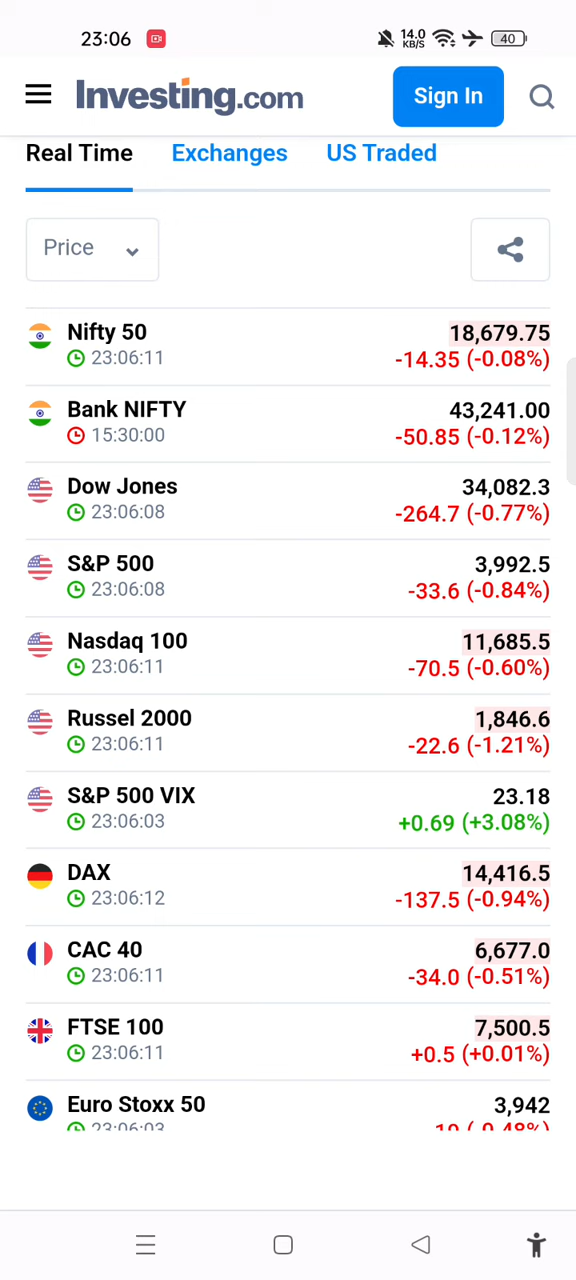 23:06
14.0
KB/S
40
Investing.com
Sign In
Real Time Exchanges US Traded
Price
Nifty 50 18,679.75
23:06:11 -14.35 (-0.08%)
Bank NIFTY 43,241.00
15:30:00 -50.85 (-0.12%)
Dow Jones 34,082.3
23:06:08 -264.7 (-0.77%)
S&P 500 3,992.5
23:06:08 -33.6 (-0.84%)
Nasdaq 100 11,685.5
23:06:11 -70.5 (-0.60%)
Russel 2000 1,846.6
23:06:11 -22.6 (-1.21%)
S&P 500 VIX 23.18
23:06:03 +0.69 (+3.08%)
DAX 14,416.5
23:06:12 -137.5 (-0.94%)
CAC 40 6,677.0
23:06:11 -34.0 (-0.51%)
FTSE 100 7,500.5
23:06:11 +0.5 (+0.01%)
Euro Stoxx 50 3,942
23:06:03